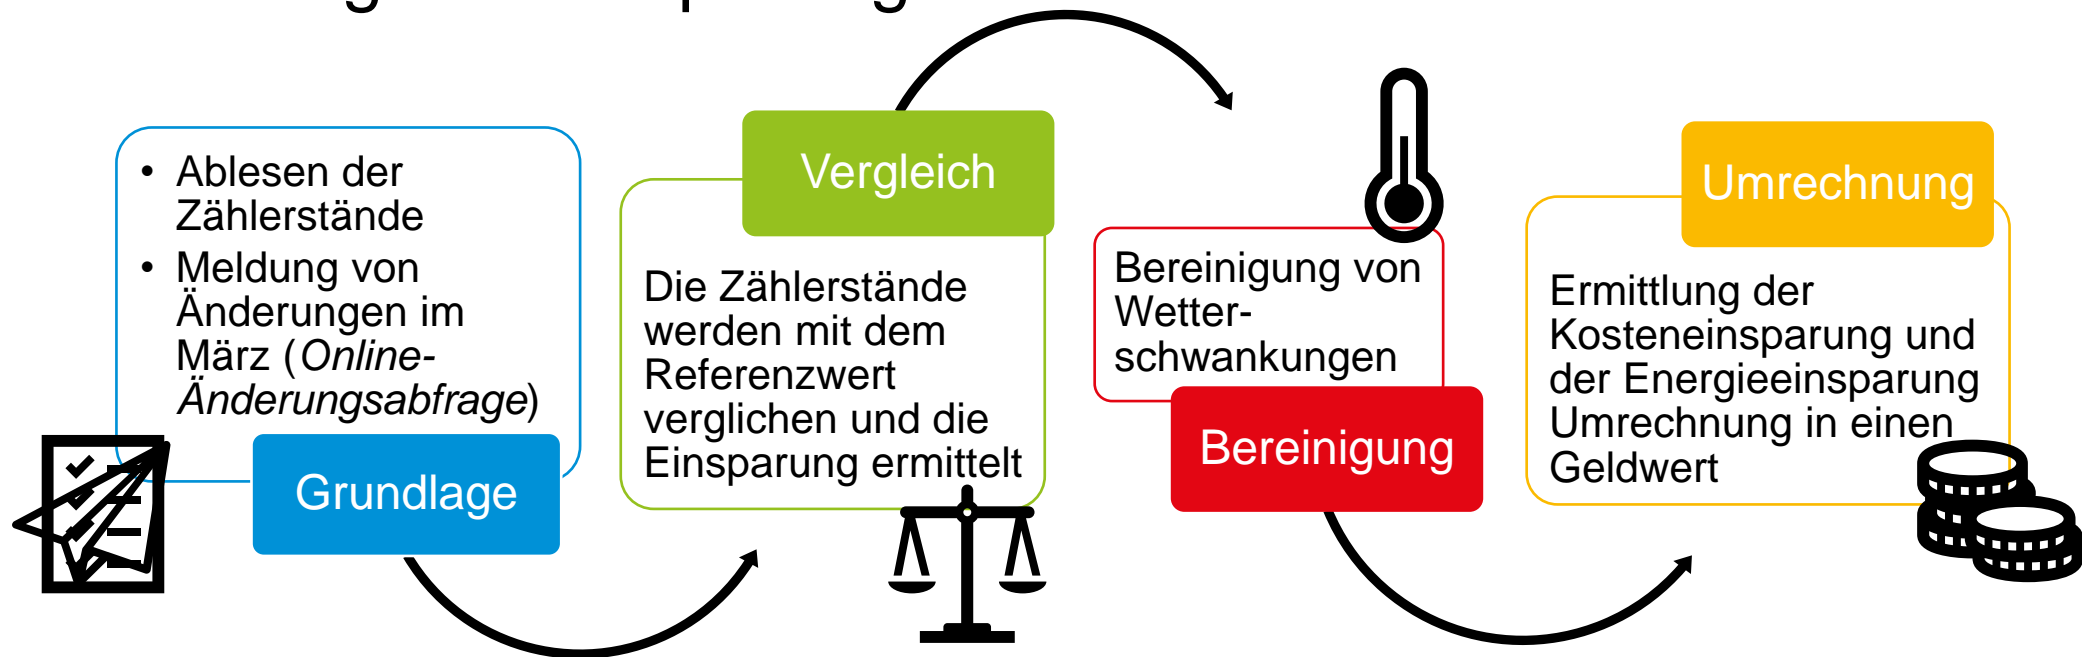 • Ablesen der
Zählerstände
• Meldung von
Änderungen im
März (Online-
Änderungsabfrage)
Grundlage
Vergleich
Die Zählerstände
werden mit dem
Referenzwert
verglichen und die
Einsparung ermittelt
Bereinigung von
Wetter-
schwankungen
Bereinigung
Umrechnung
Ermittlung der
Kosteneinsparung und
der Energieeinsparung
Umrechnung in einen
Geldwert